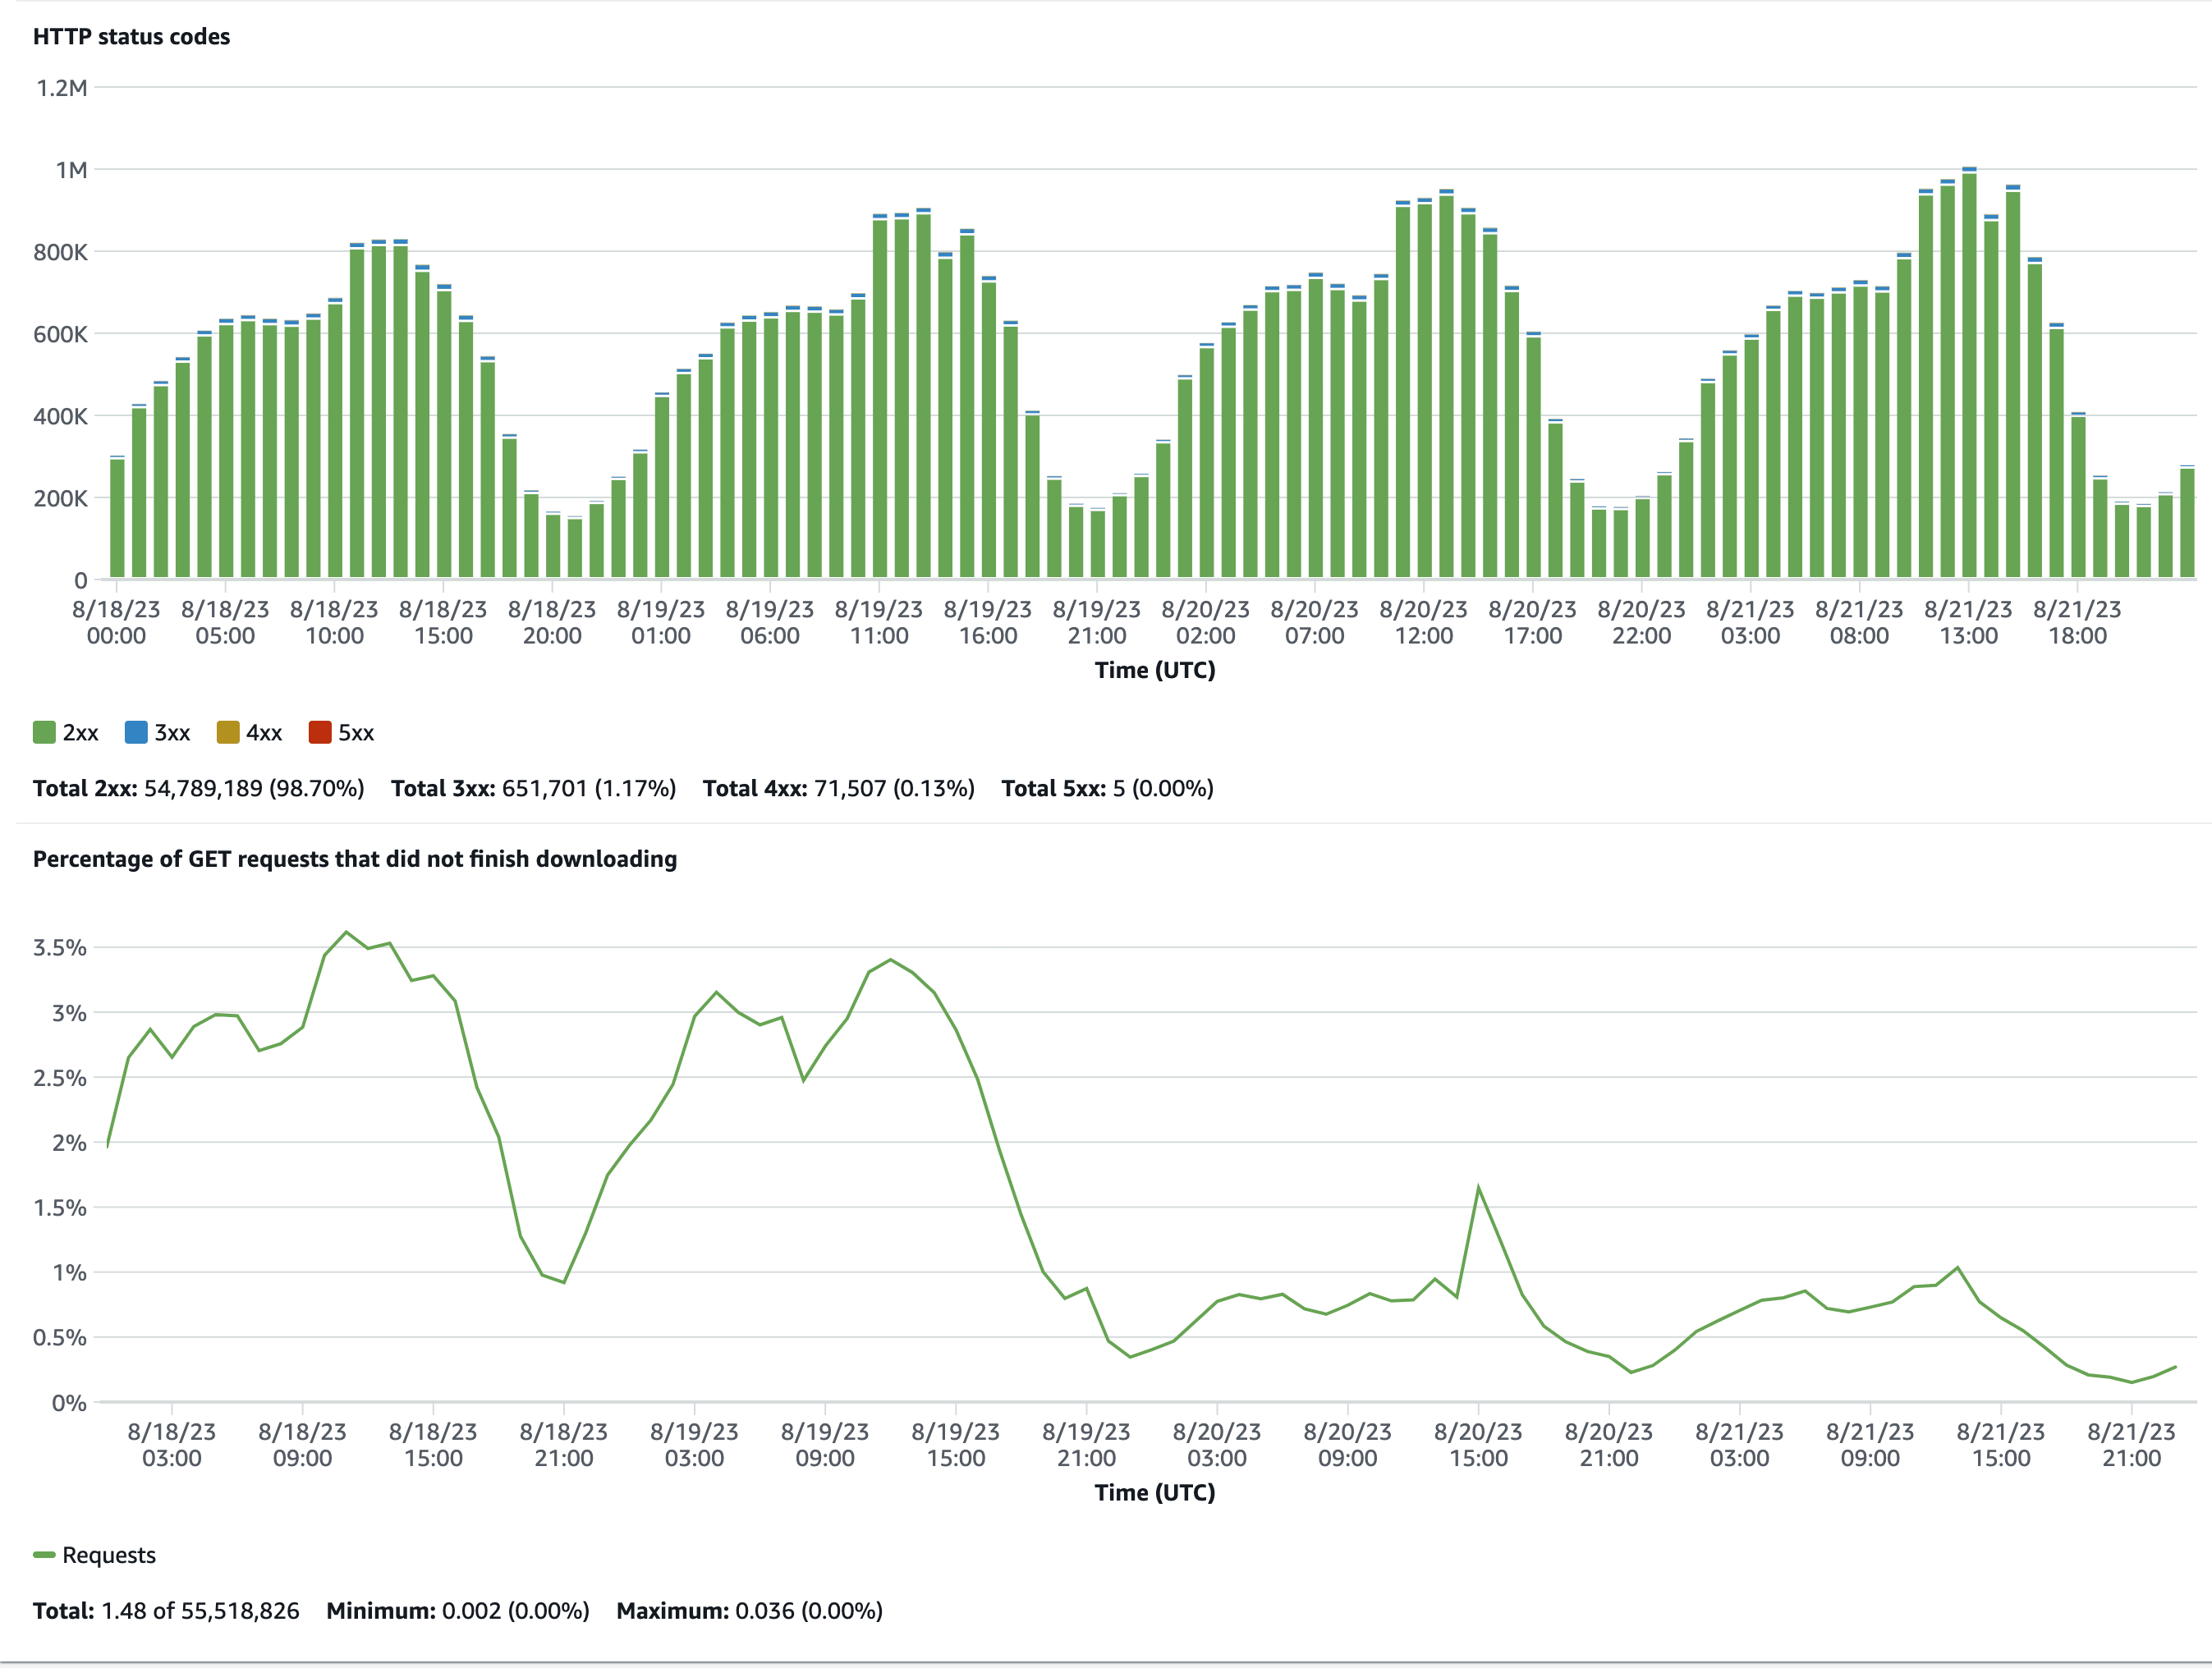 HTTP status codes
1.2M
1M
800K
600K
400K
200K
0
8/18/23 8/18/23 8/18/23 8/18/23 8/18/23 8/19/23 8/19/23 8/19/23 8/19/23 8/19/23 8/20/23 8/20/23 8/20/23 8/20/23 8/20/23 8/21/23 8/21/23 8/21/23 8/21/23
00:00 05:00 10:00 15:00 20:00 01:00 06:00 11:00 16:00 21:00 02:00 07:00 12:00 17:00 22:00 03:00 08:00 13:00 18:00
Time (UTC)
2xx 3xx 4xx 5xx
Total 2xx: 54,789,189 (98.70%) Total 3xx: 651,701 (1.17%) Total 4xx: 71,507 (0.13%) Total 5xx: 5 (0.00%)
Percentage of GET requests that did not finish downloading
3.5%
3%
2.5%
2%
1.5%
1%
0.5%
0%
8/18/23 8/18/23 8/18/23 8/18/23 8/19/23 8/19/23 8/19/23 8/19/23 8/20/23 8/20/23 8/20/23 8/20/23 8/21/23 8/21/23 8/21/23 8/21/23
03:00 09:00 15:00 21:00 03:00 09:00 15:00 21:00 03:00 09:00 15:00 21:00 03:00 09:00 15:00 21:00
Time (UTC)
Requests
Total: 1.48 of 55,518,826 Minimum: 0.002 (0.00%) Maximum: 0.036 (0.00%)